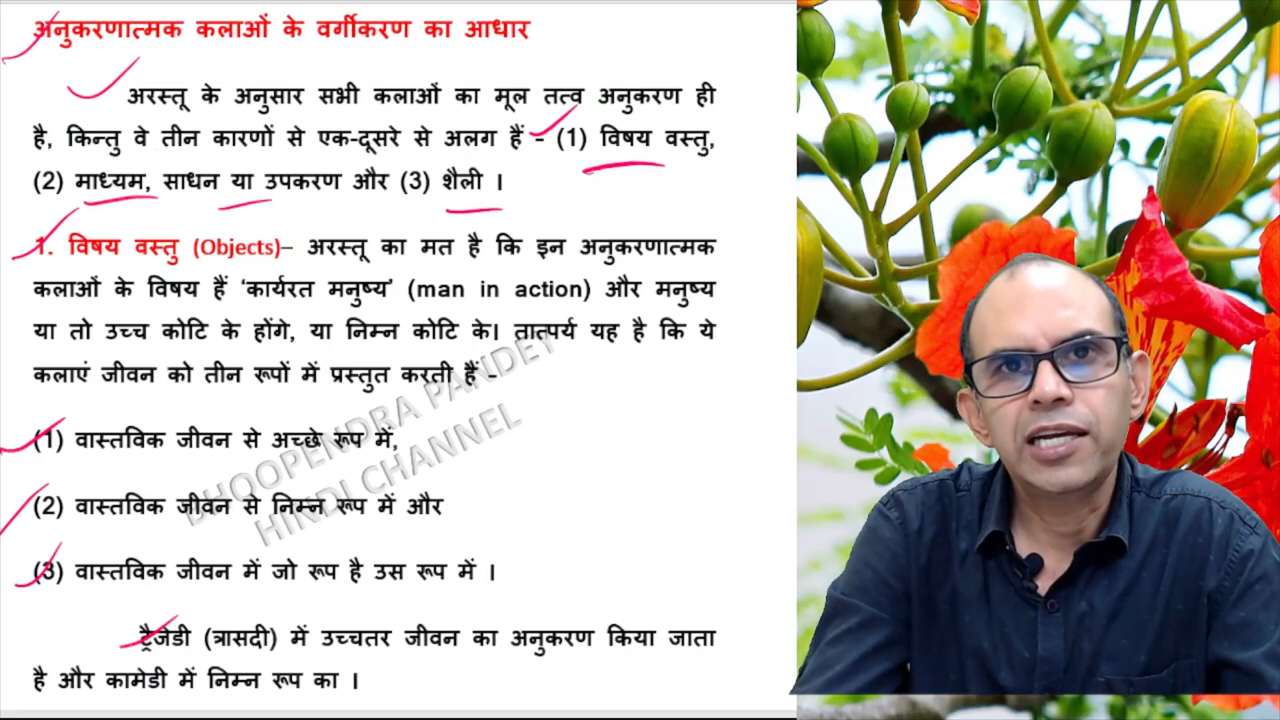 अनुकरणात्मक कलाओं के वर्गीकरण का आधार
अरस्तू के अनुसार सभी कलाओं का मूल तत्व अनुकरण ही
है, किन्तु वे तीन कारणों से एक-दूसरे से अलग हैं - (1) विषय वस्तु,
(2) माध्यम, साधन या उपकरण और (3) शैली ।
1. विषय वस्तु (Objects)– अरस्तू का मत है कि इन अनुकरणात्मक
कलाओं के विषय हैं ‘कार्यरत मनुष्य’ (man in action) और मनुष्य
या तो उच्च कोटि के होंगे, या निम्न कोटि के। तात्पर्य यह है कि ये
कलाएं जीवन को तीन रूपों में प्रस्तुत करती हैं -
(1) वास्तविक जीवन से अच्छे रूप में,
(2) वास्तविक जीवन से निम्न रूप में और
(3) वास्तविक जीवन में जो रूप है उस रूप में ।
ट्रैजेडी (त्रासदी) में उच्चतर जीवन का अनुकरण किया जाता
है और कामेडी में निम्न रूप का ।
BHOOPENDRA PANDEY
HINDI CHANNEL